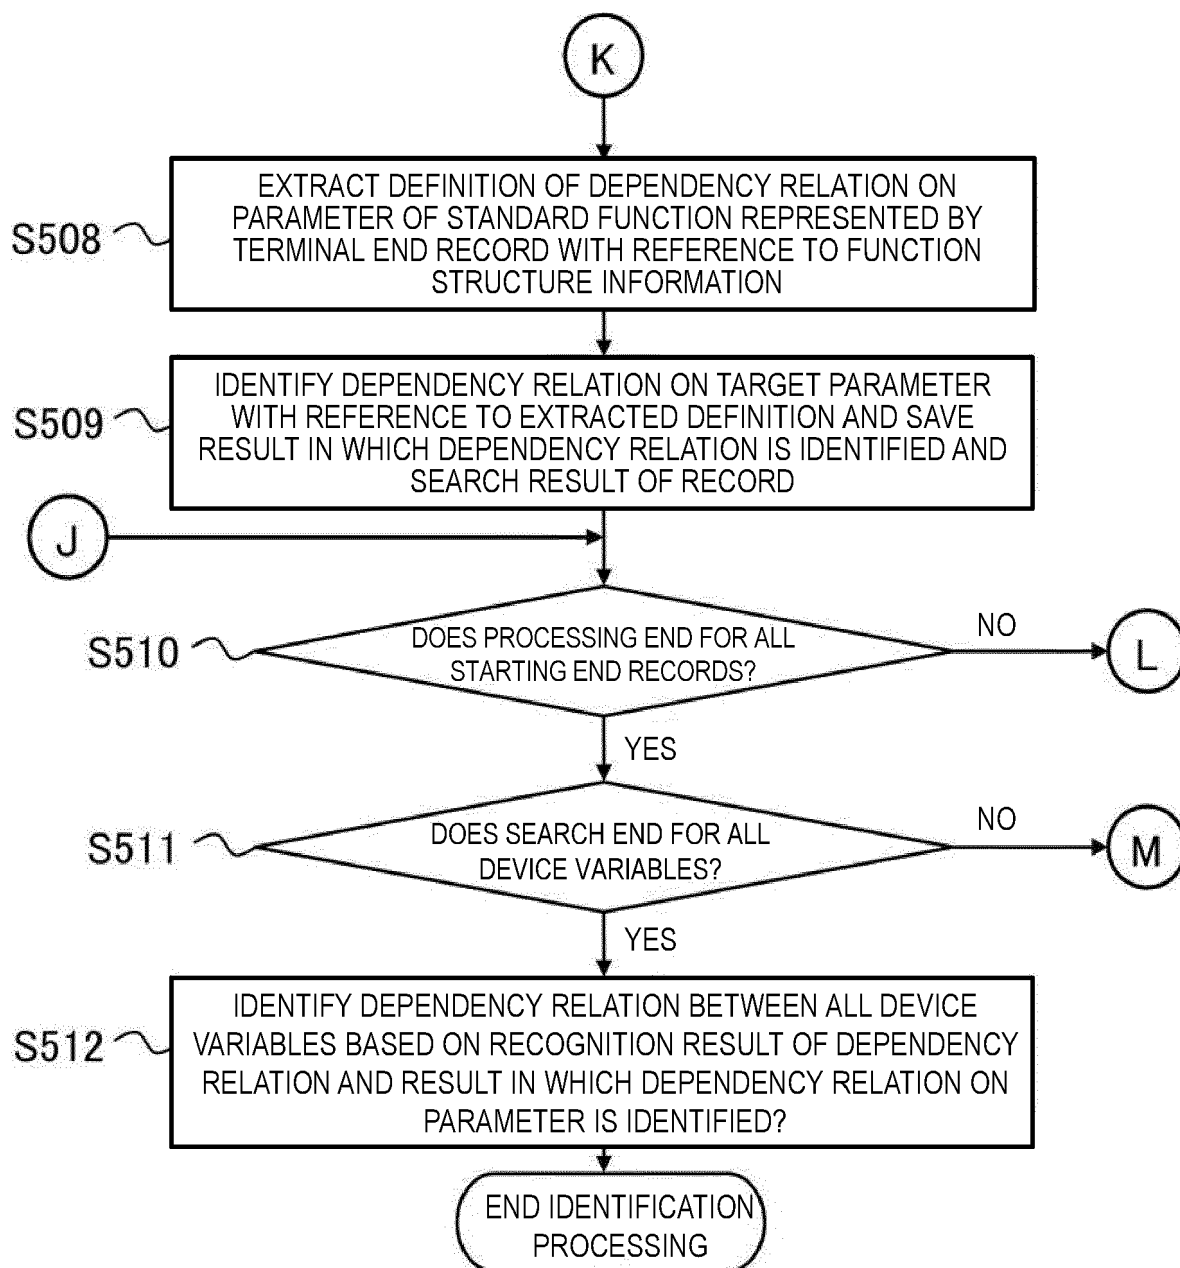 K
S508
EXTRACT DEFINITION OF DEPENDENCY RELATION ON
PARAMETER OF STANDARD FUNCTION REPRESENTED BY
TERMINAL END RECORD WITH REFERENCE TO FUNCTION
STRUCTURE INFORMATION
S509
IDENTIFY DEPENDENCY RELATION ON TARGET PARAMETER
WITH REFERENCE TO EXTRACTED DEFINITION AND SAVE
RESULT IN WHICH DEPENDENCY RELATION IS IDENTIFIED AND
SEARCH RESULT OF RECORD
J
S510
DOES PROCESSING END FOR ALL
STARTING END RECORDS?
NO
L
YES
S511
DOES SEARCH END FOR ALL
DEVICE VARIABLES?
NO
M
YES
S512
IDENTIFY DEPENDENCY RELATION BETWEEN ALL DEVICE
VARIABLES BASED ON RECOGNITION RESULT OF DEPENDENCY
RELATION AND RESULT IN WHICH DEPENDENCY RELATION ON
PARAMETER IS IDENTIFIED?
END IDENTIFICATION
PROCESSING